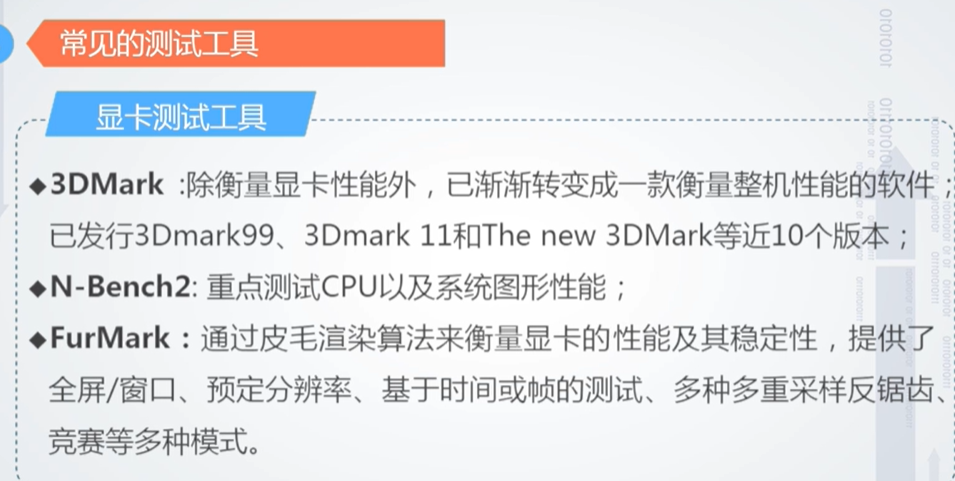 常见的测试工具
显卡测试工具
◆3DMark :除衡量显卡性能外，已渐渐转变成一款衡量整机性能的软件；
已发行3Dmark99、3Dmark 11和The new 3DMark等近10个版本；
◆N-Bench2: 重点测试CPU以及系统图形性能；
◆FurMark：通过皮毛渲染算法来衡量显卡的性能及其稳定性，提供了
全屏/窗口、预定分辨率、基于时间或帧的测试、多种多重采样反锯齿、
竞赛等多种模式。